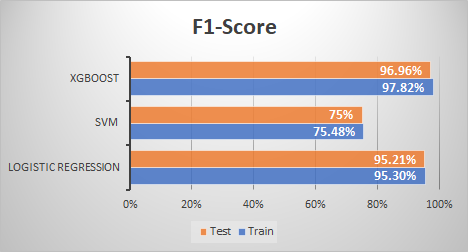 F1-Score
XGBOOST
96.96%
97.82%
SVM
75%
75.48%
LOGISTIC REGRESSION
95.21%
95.30%
0% 20% 40% 60% 80% 100%
Test Train